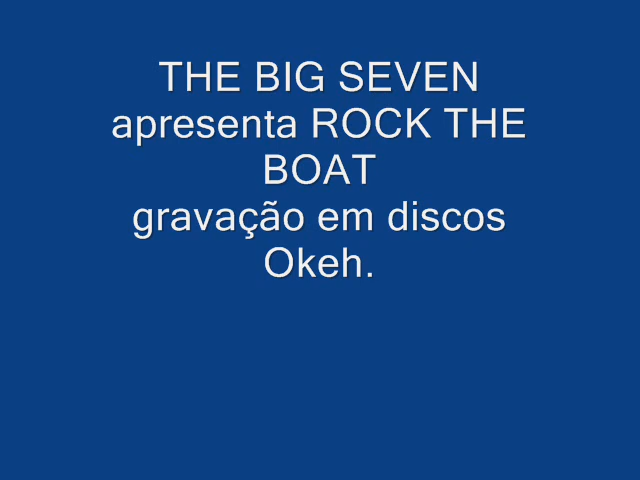 THE BIG SEVEN
apresenta ROCK THE
BOAT
gravação em discos
Okeh.